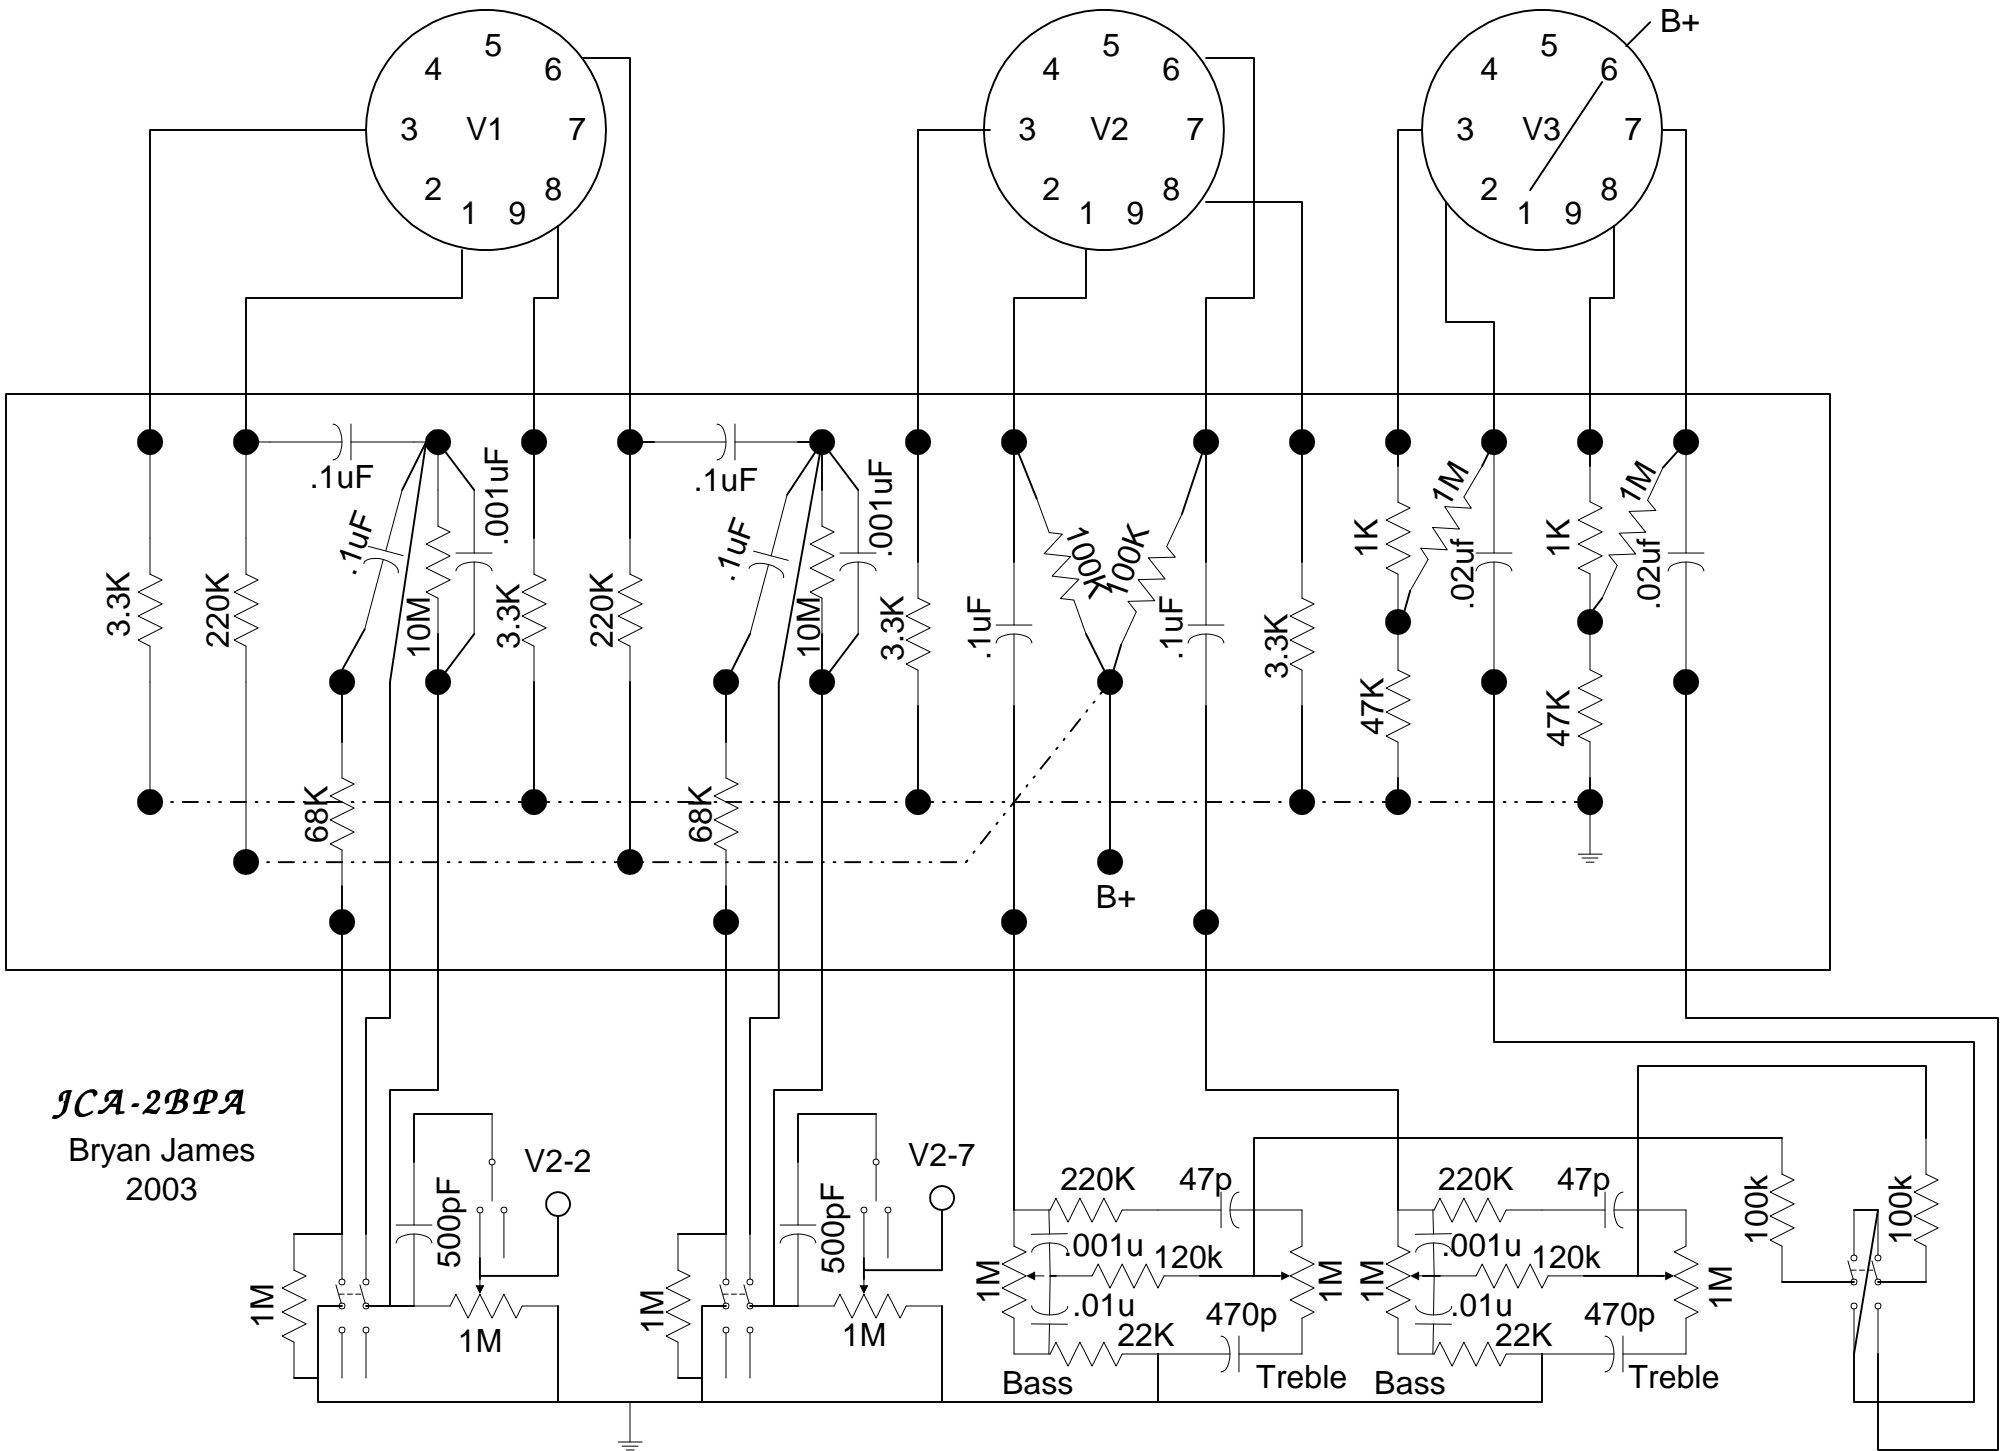 B+
5 5 5
4 6 4 6 4 6
3 V1 7 3 V2 7 3 V3 7
2 8 2 8 2 8
1 9 1 9 1 9
.1uF .001uF .1uF .001uF 1M 1M
.1uF .1uF 1K 1K
100K 100K .02uf .02uf
3.3K 220K 10M 3.3K 220K 10M 3.3K .1uF .1uF 3.3K
47K 47K
68K 68K
B+
JCA-2BPA
Bryan James
2003
V2-2 V2-7
500pF 500pF
220K 47p 220K 47p 100k 100k
.001u 120k .001u 120k
1M 1M 1M 1M 1M 1M
.01u 470p .01u 470p
1M 1M 22K 22K
Bass Treble Bass Treble